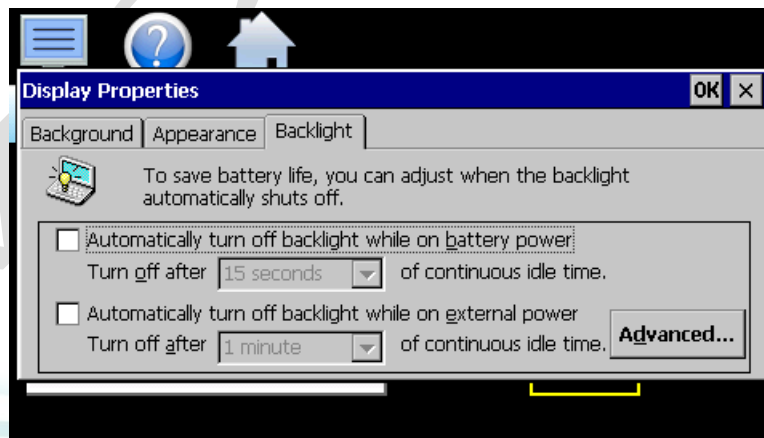 ?
Display Properties OK ×
Background Appearance Backlight
To save battery life, you can adjust when the backlight
automatically shuts off.
Automatically turn off backlight while on battery power
Turn off after 15 seconds of continuous idle time.
Automatically turn off backlight while on external power
Turn off after 1 minute of continuous idle time.
Advanced...